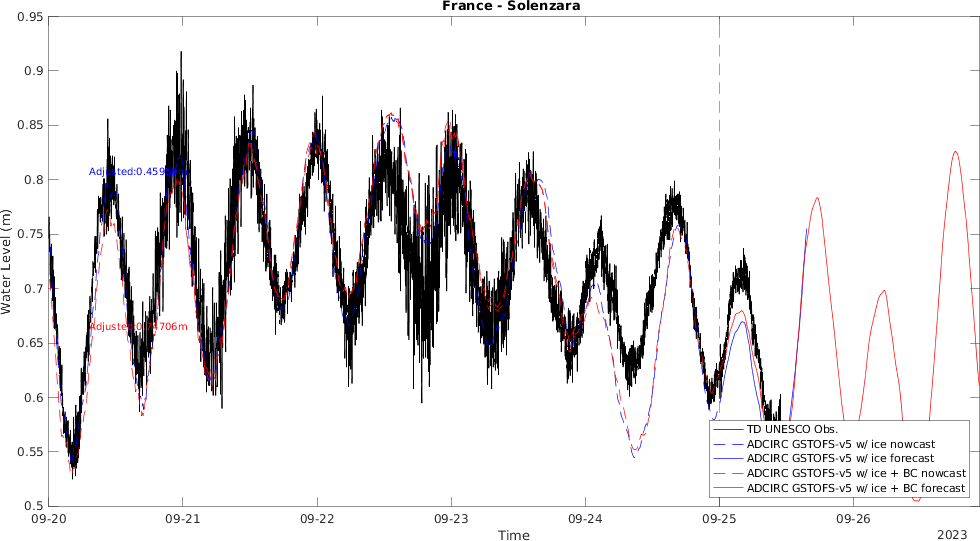 France - Solenzara
0.95
0.9
0.85
0.8
0.75
0.7
0.65
0.6
0.55
0.5
Water Level (m)
TD UNESCO Obs.
ADCIRC GSTOFS-v5 w/ ice nowcast
ADCIRC GSTOFS-v5 w/ ice forecast
ADCIRC GSTOFS-v5 w/ ice + BC nowcast
ADCIRC GSTOFS-v5 w/ ice + BC forecast
09-20
09-21
09-22
09-23
09-24
09-25
09-26
Time
2023